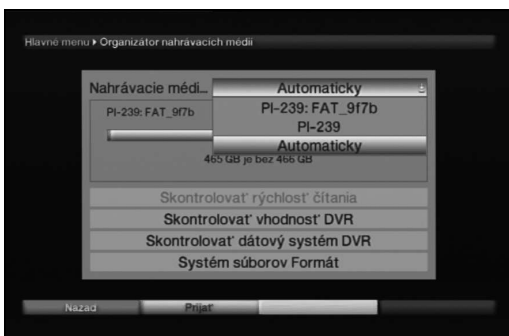 Hlavné menu ▸ Organizátor nahrávacích médií
Nahrávacie médi... Automaticky
PI-239: FAT_9f7b
PI-239: FAT_9f7b
PI-239
Automaticky
465 GB je bez 466 GB
Skontrolovať rýchlosť čítania
Skontrolovať vhodnosť DVR
Skontrolovať dátový systém DVR
Systém súborov Formát
Nazad Prijať